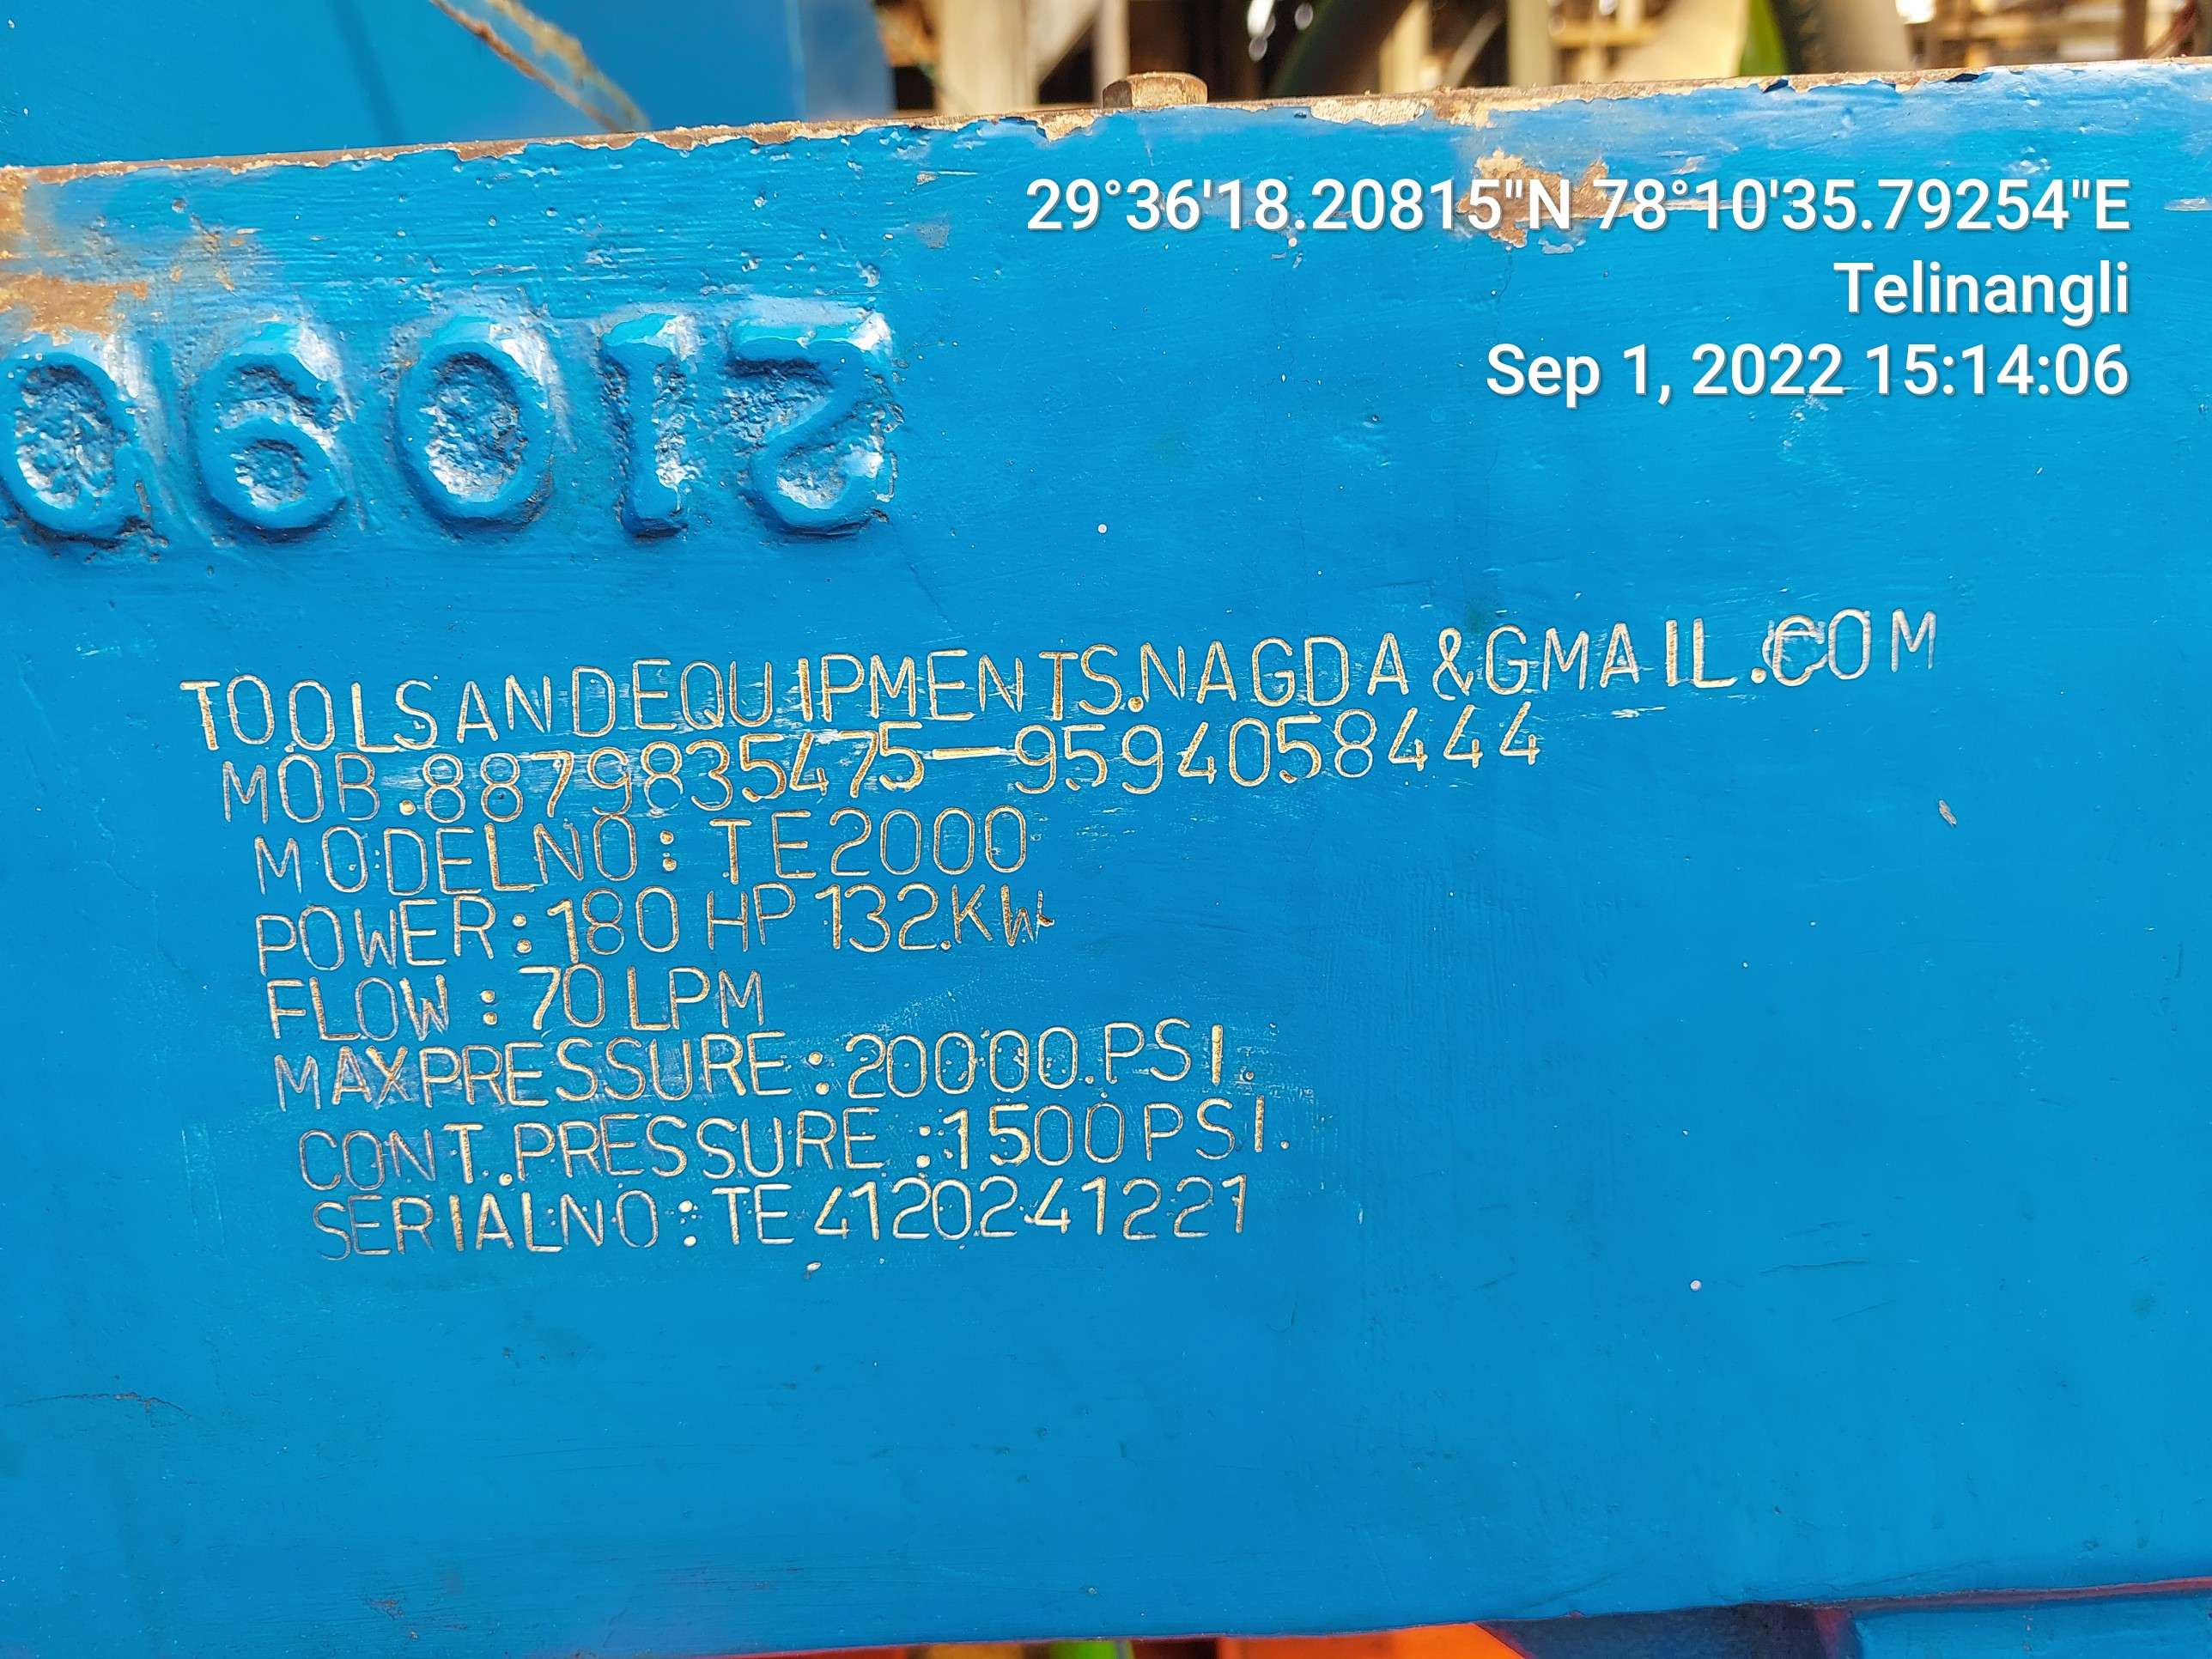 29°36'18.20815"N 78°10'35.79254"E
Telinangli
Sep 1, 2022 15:14:06
TOOLSANDEQUIPMENTS.NAGDA&GMAIL.COM
MOB.8879835475-9594058444
MODELNO: TE2000
POWER:180 HP 132.KW
FLOW: 70 LPM
MAXPRESSURE:20000.PSI.
CONT.PRESSURE:1500PSI.
SERIALNO:TE 4120241221